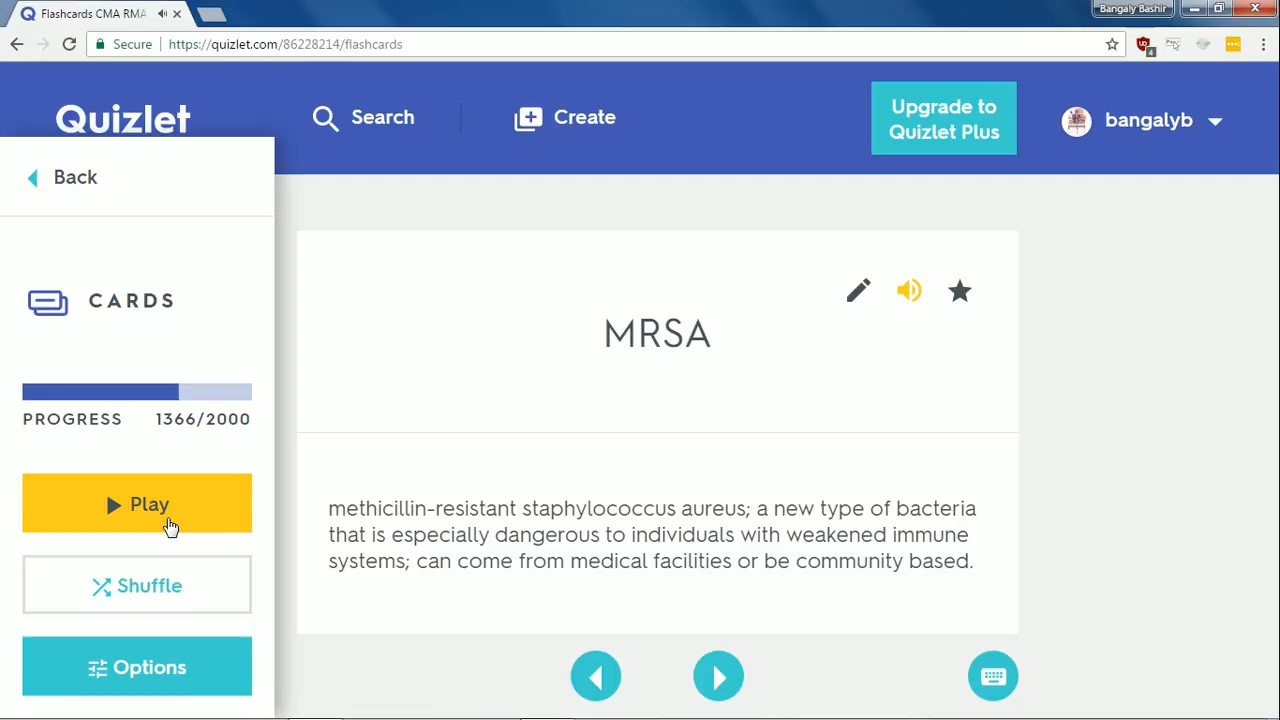 Flashcards CMA RMA
Bangaly Bashir
Secure
https://quizlet.com/86228214/flashcards
4
Quizlet
Search
Create
Upgrade to
Quizlet Plus
bangalyb
Back
CARDS
PROGRESS 1366/2000
Play
Shuffle
Options
MRSA
methicillin-resistant staphylococcus aureus; a new type of bacteria
that is especially dangerous to individuals with weakened immune
systems; can come from medical facilities or be community based.